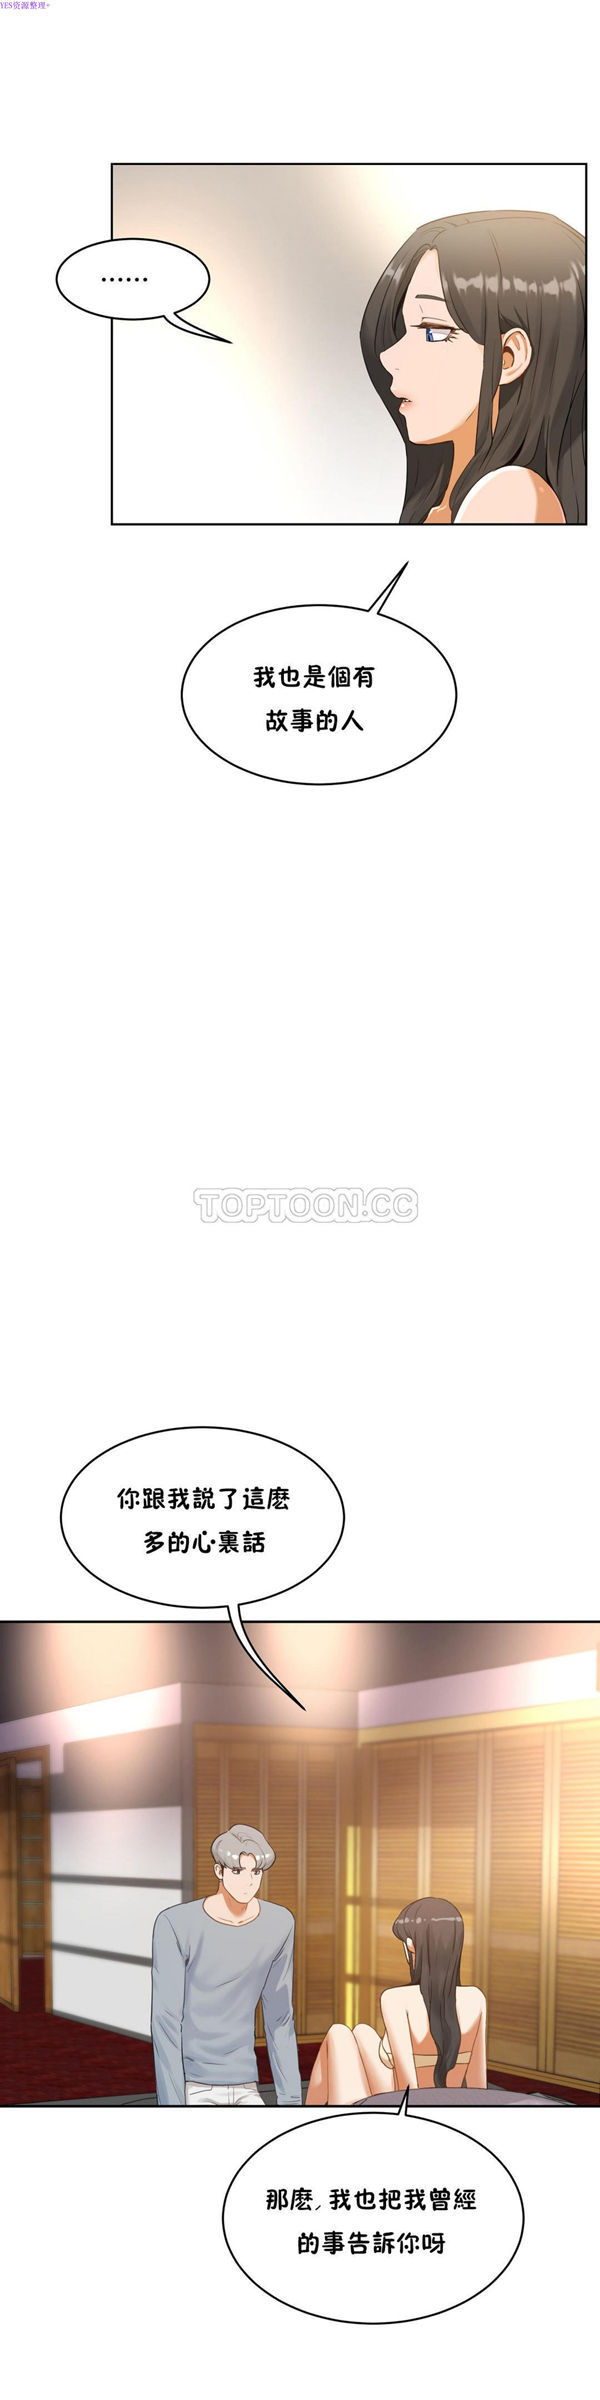 YES资源整理+
……
我也是個有
故事的人
TOPTOON.CC
你跟我說了這麽
多的心裏話
那麽，我也把我曾經
的事告訴你呀